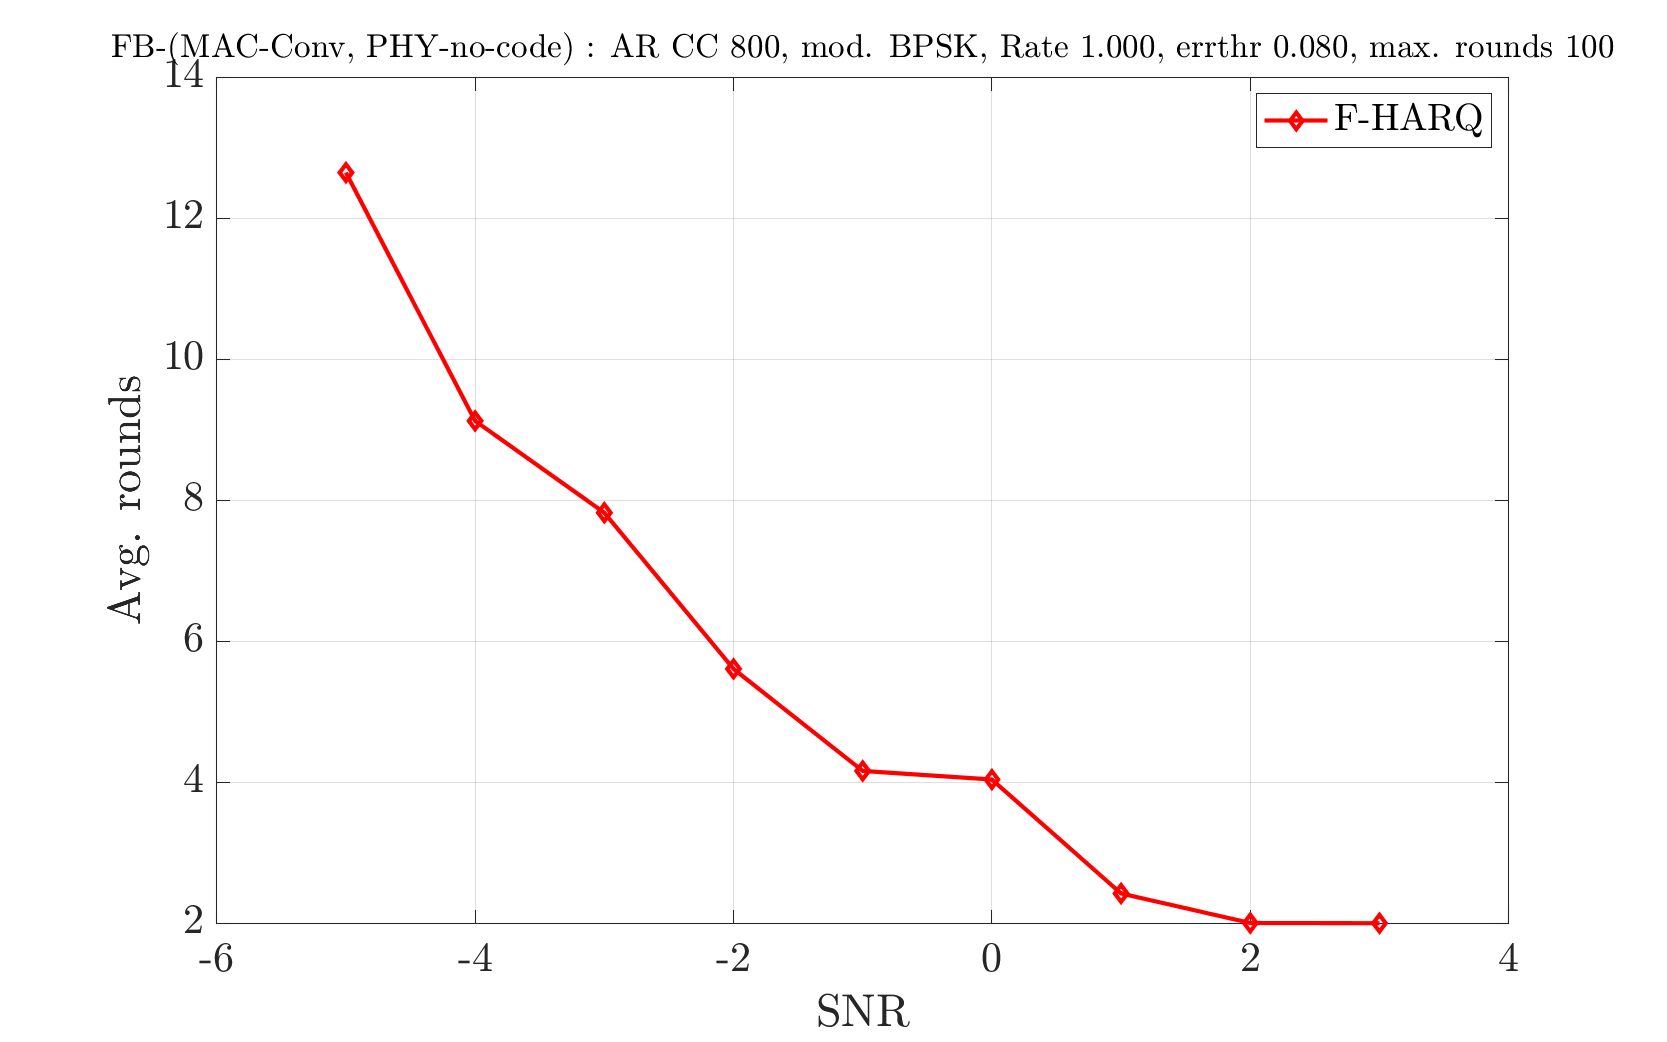 FB-(MAC-Conv, PHY-no-code) : AR CC 800, mod. BPSK, Rate 1.000, errthr 0.080, max. rounds 100
F-HARQ
14
12
10
8
6
4
2
Avg. rounds
-6 -4 -2 0 2 4
SNR